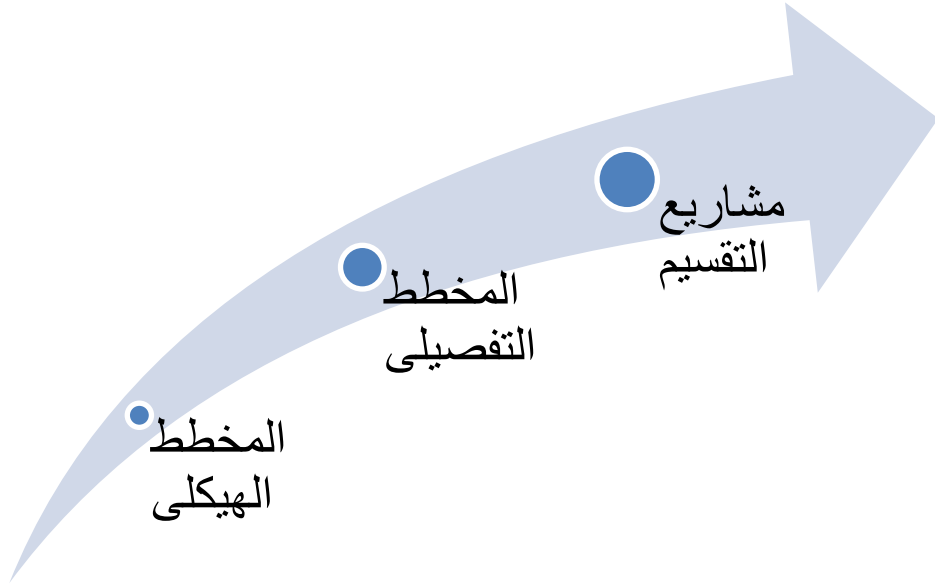 مشاريع
التقسيم
المخطط
التفصيلى
المخطط
الهيكلى